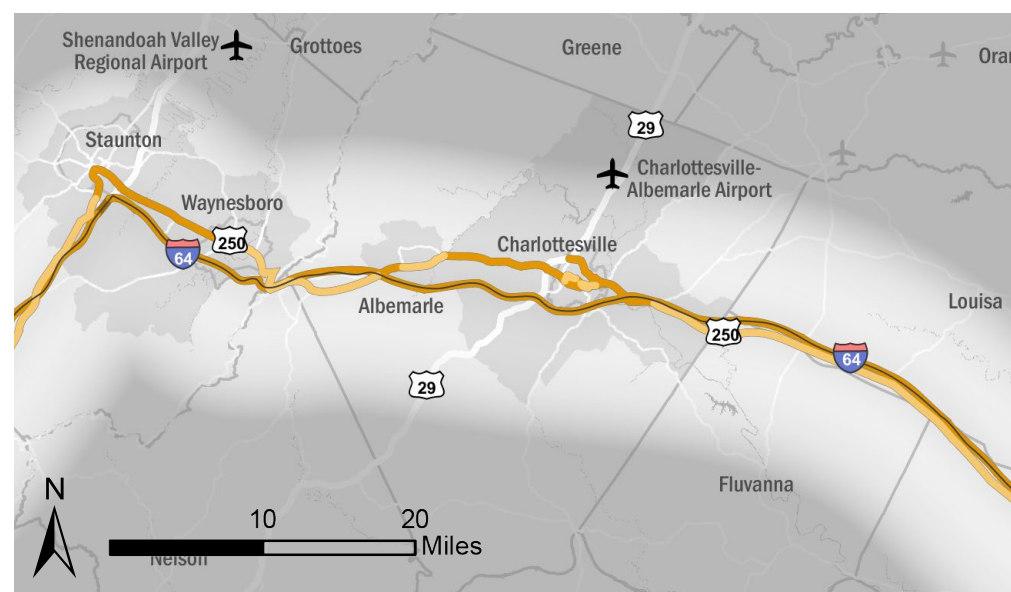 Shenandoah Valley
Regional Airport
Grottoes
Greene
29
Staunton
Charlottesville-
Albemarle Airport
Waynesboro
250
64
Charlottesville
Albemarle
Louisa
250
64
29
Fluvanna
N
10
20
Miles
Nelson